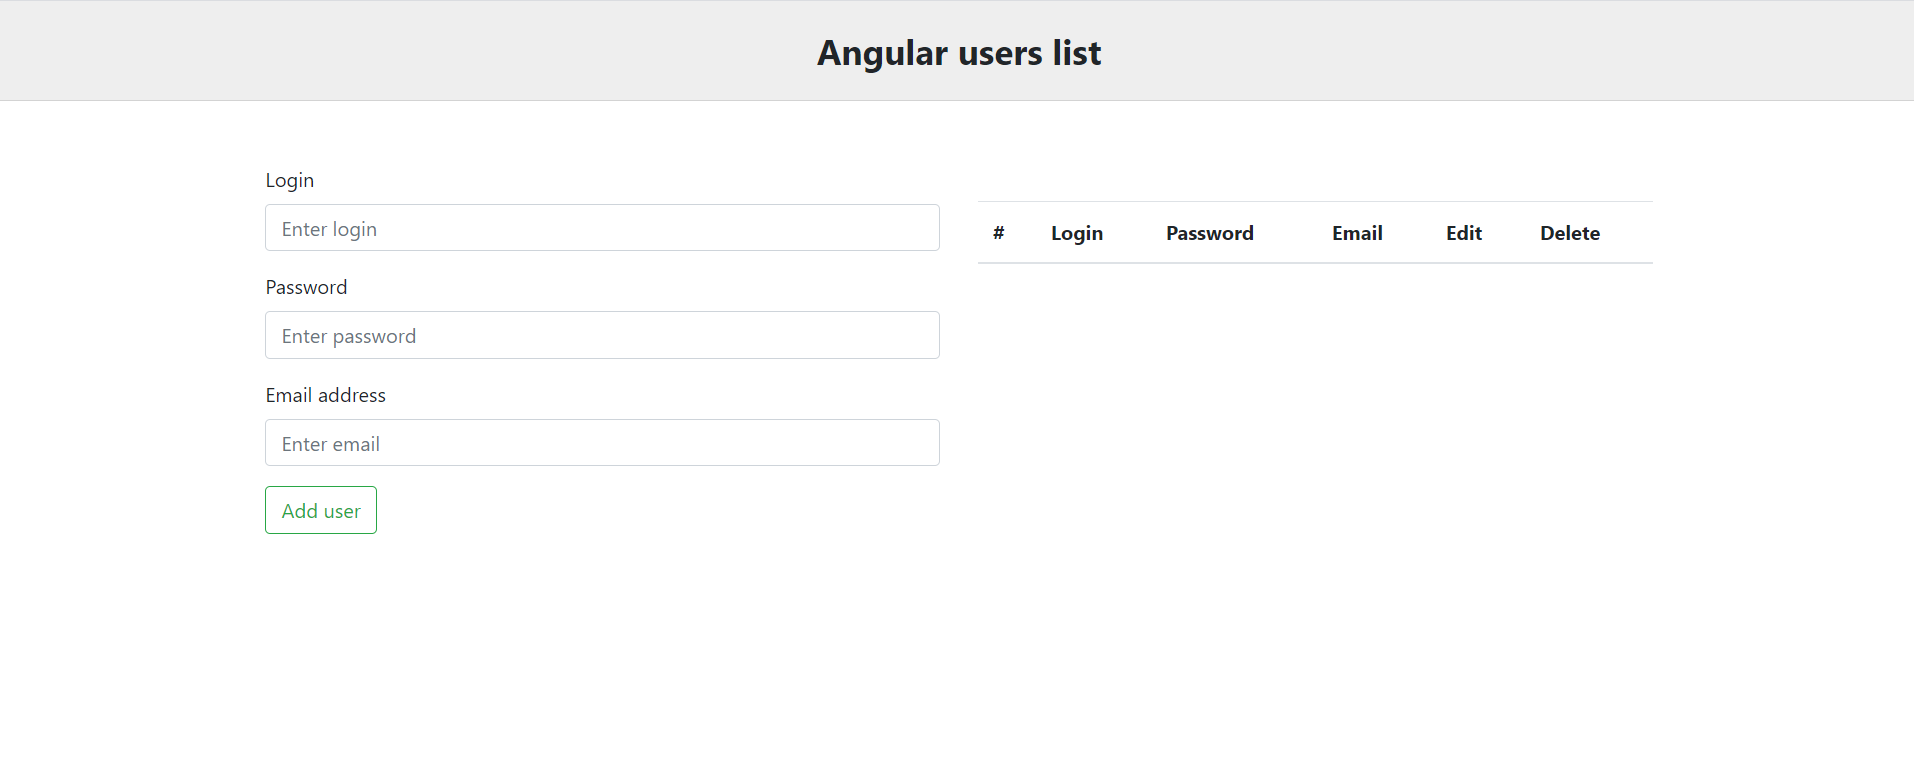 Angular users list
Login
Enter login
Password
Enter password
Email address
Enter email
Add user
# Login Password Email Edit Delete